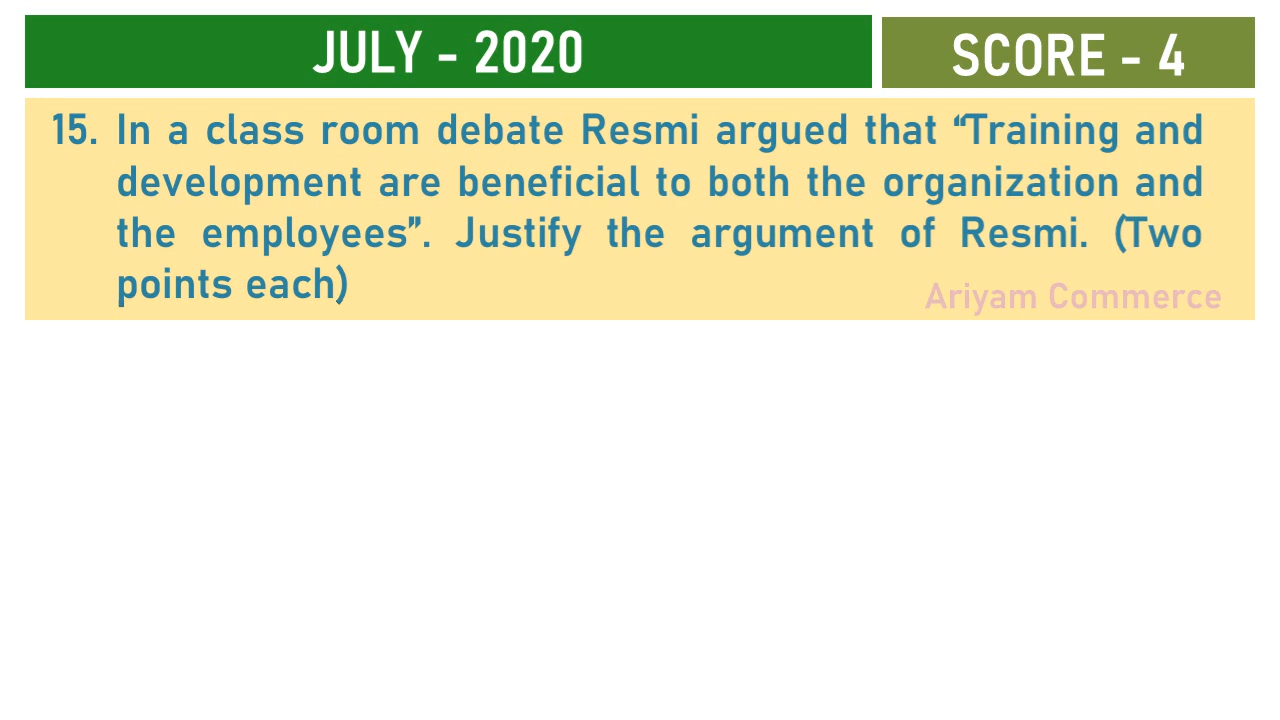 JULY - 2020
SCORE - 4
15. In a class room debate Resmi argued that “Training and
development are beneficial to both the organization and
the employees”. Justify the argument of Resmi. (Two
points each)
Ariyam Commerce